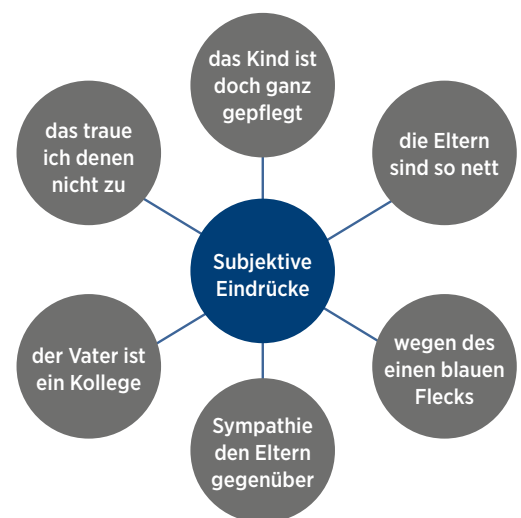 das Kind ist
doch ganz
gepflegt
das traue
ich denen
nicht zu
die Eltern
sind so nett
Subjektive
Eindrücke
der Vater ist
ein Kollege
wegen des
einen blauen
Flecks
Sympathie
den Eltern
gegenüber